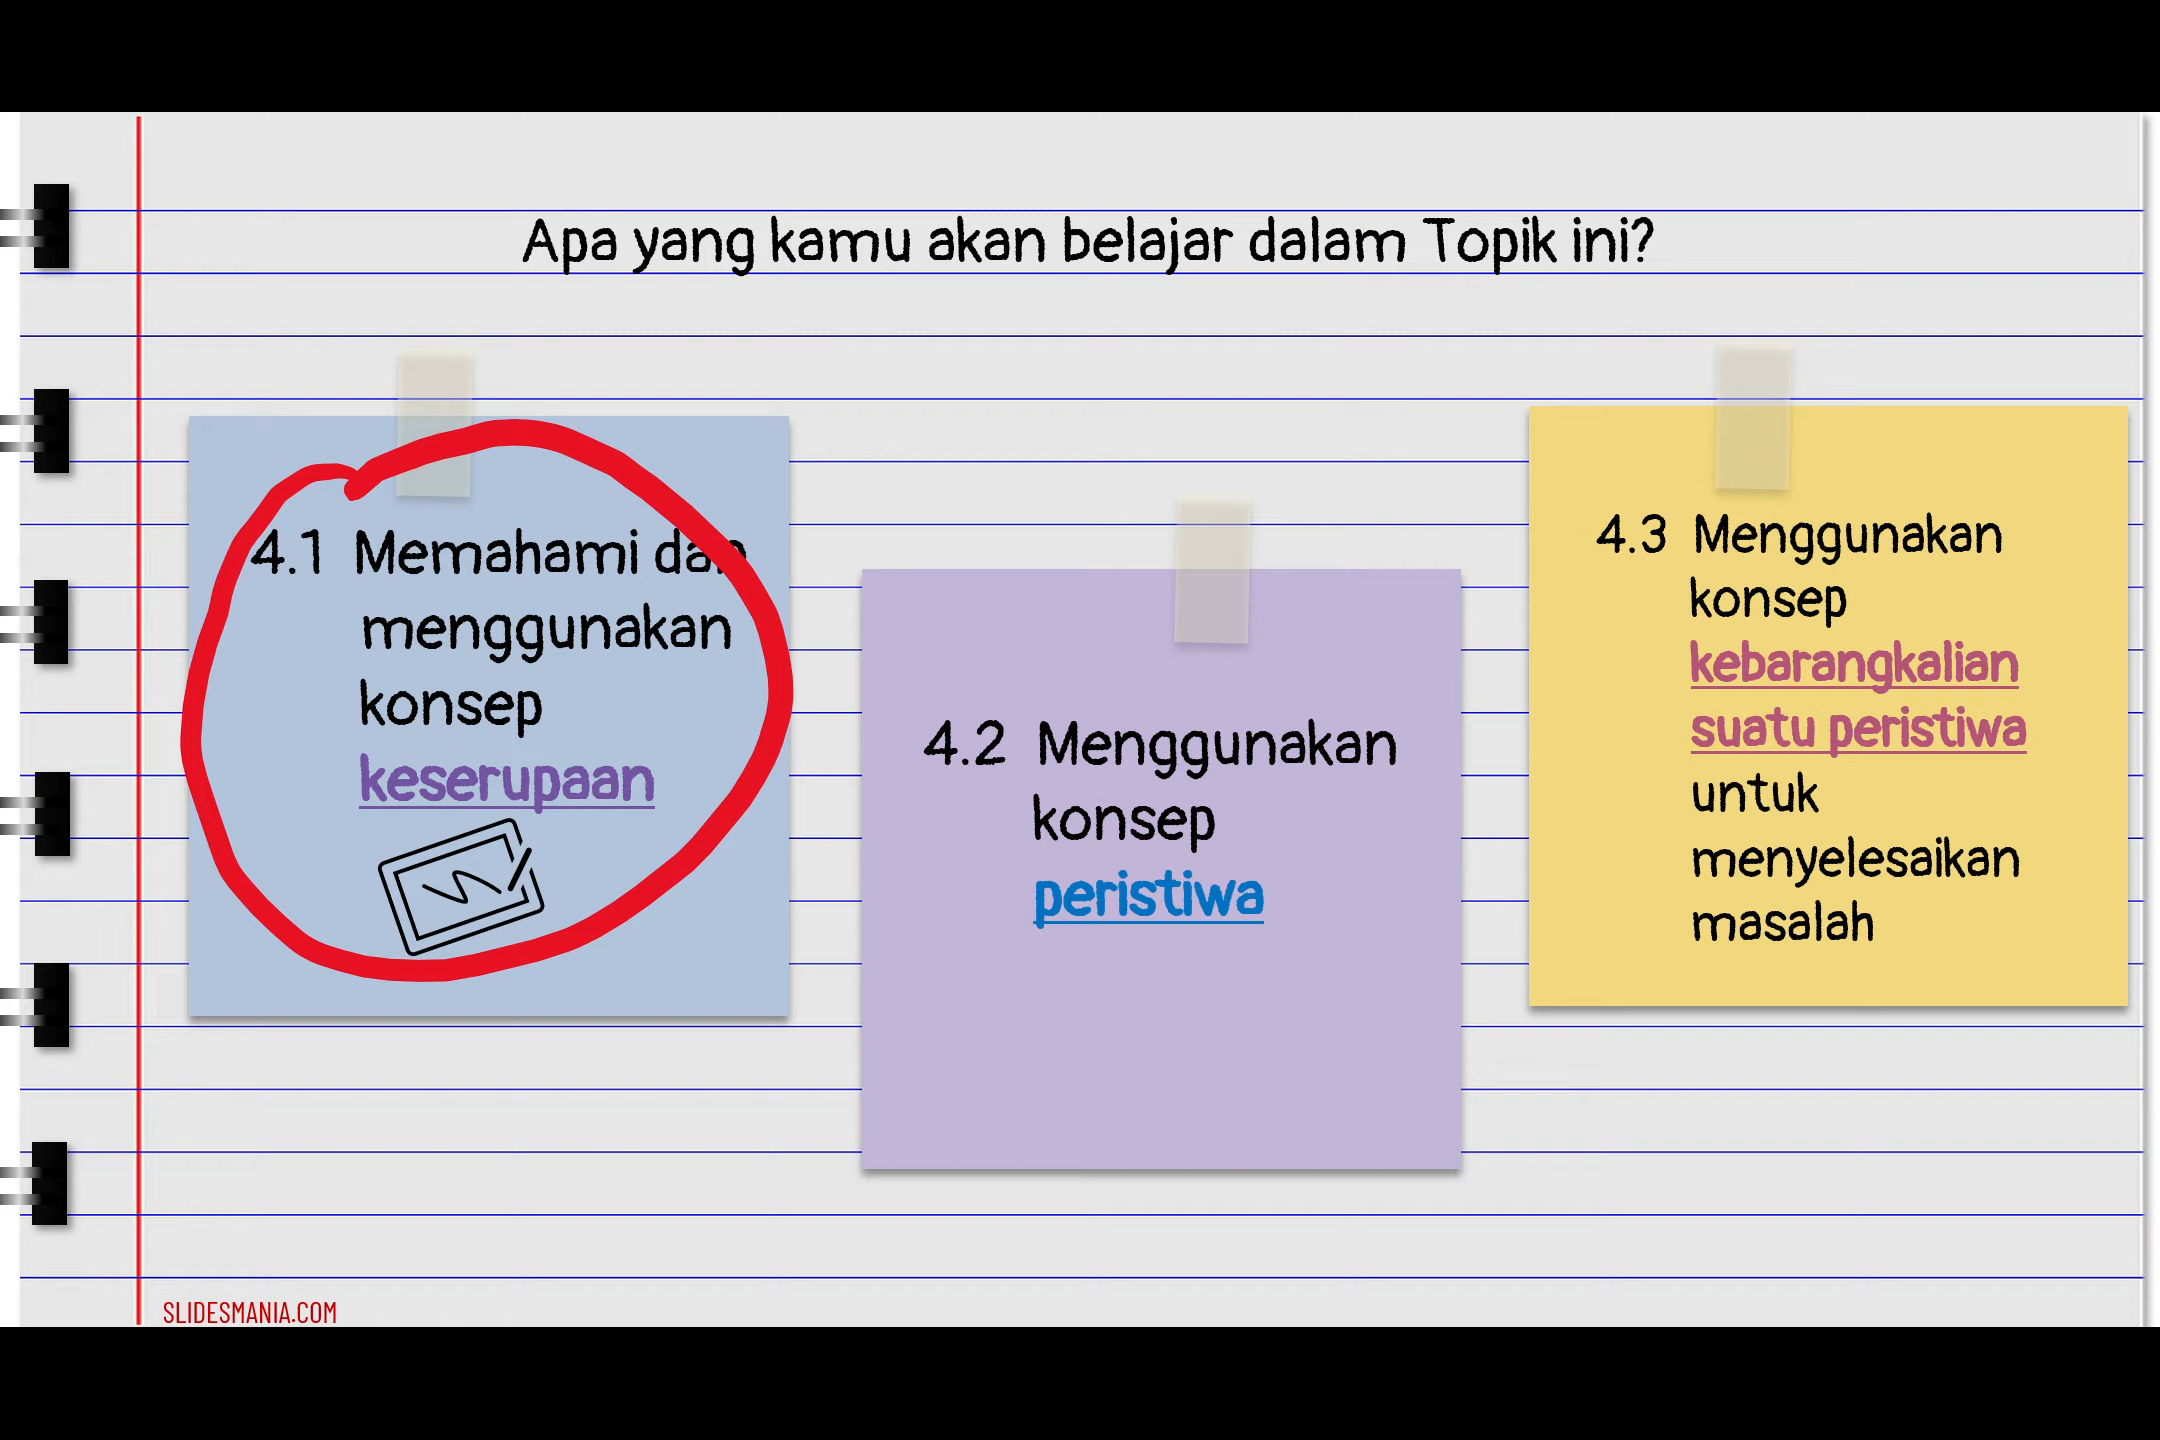 Apa yang kamu akan belajar dalam Topik ini?
4.1 Memahami dan
menggunakan
konsep
keserupaan
4.2 Menggunakan
konsep
peristiwa
4.3 Menggunakan
konsep
kebarangkalian
suatu peristiwa
untuk
menyelesaikan
masalah
SLIDESMANIA.COM